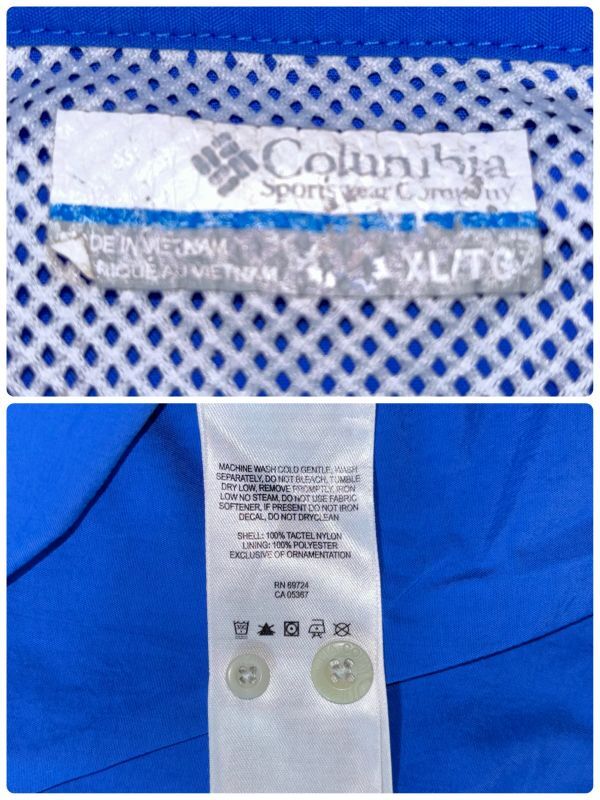 Columbia
Sportswear Company
DE IN VIETNAM
RIQUÉ AU VIETNAM
XL/TG
MACHINE WASH COLD GENTLE, WASH
SEPARATELY, DO NOT BLEACH, TUMBLE
DRY LOW, REMOVE PROMPTLY, IRON
LOW NO STEAM, DO NOT USE FABRIC
SOFTENER, IF PRESENT DO NOT IRON
DECAL, DO NOT DRYCLEAN
SHELL: 100% TACTEL NYLON
LINING: 100% POLYESTER
EXCLUSIVE OF ORNAMENTATION
RN 69724
CA 05367